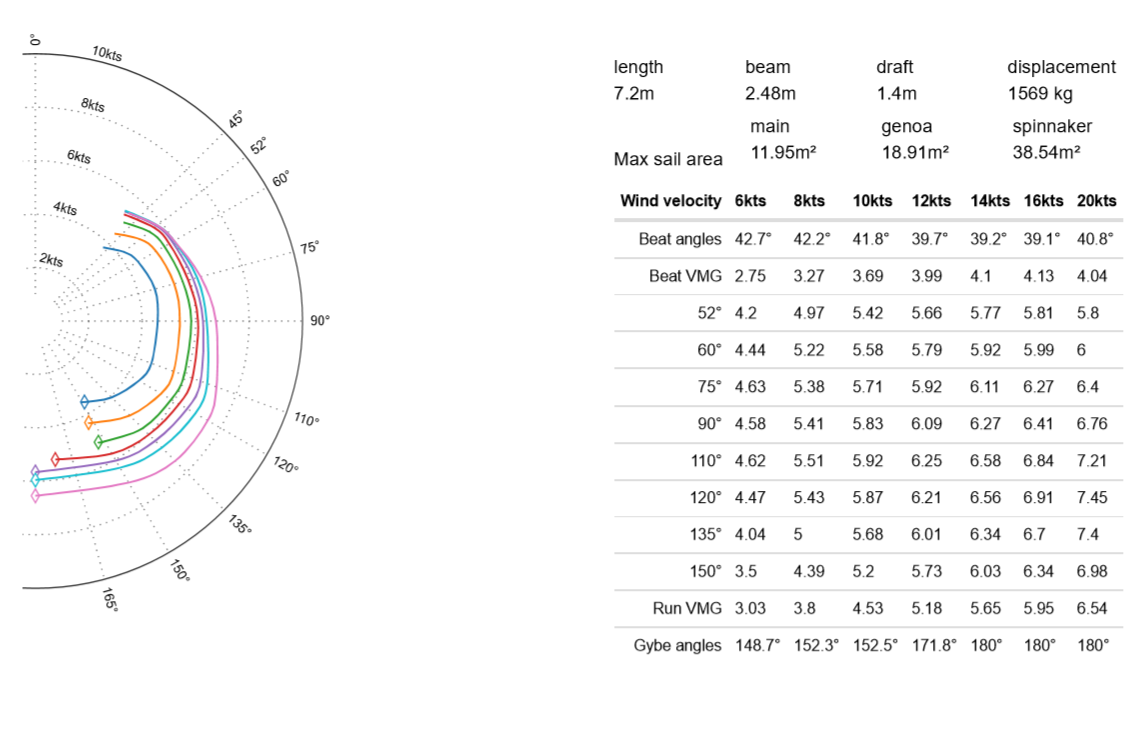 0°
10kts
8kts
6kts
4kts
2kts
45°
52°
60°
75°
90°
110°
120°
135°
150°
165°
length beam draft displacement
7.2m 2.48m 1.4m 1569 kg
main genoa spinnaker
Max sail area 11.95m² 18.91m² 38.54m²
Wind velocity 6kts 8kts 10kts 12kts 14kts 16kts 20kts
Beat angles 42.7° 42.2° 41.8° 39.7° 39.2° 39.1° 40.8°
Beat VMG 2.75 3.27 3.69 3.99 4.1 4.13 4.04
52° 4.2 4.97 5.42 5.66 5.77 5.81 5.8
60° 4.44 5.22 5.58 5.79 5.92 5.99 6
75° 4.63 5.38 5.71 5.92 6.11 6.27 6.4
90° 4.58 5.41 5.83 6.09 6.27 6.41 6.76
110° 4.62 5.51 5.92 6.25 6.58 6.84 7.21
120° 4.47 5.43 5.87 6.21 6.56 6.91 7.45
135° 4.04 5 5.68 6.01 6.34 6.7 7.4
150° 3.5 4.39 5.2 5.73 6.03 6.34 6.98
Run VMG 3.03 3.8 4.53 5.18 5.65 5.95 6.54
Gybe angles 148.7° 152.3° 152.5° 171.8° 180° 180° 180°